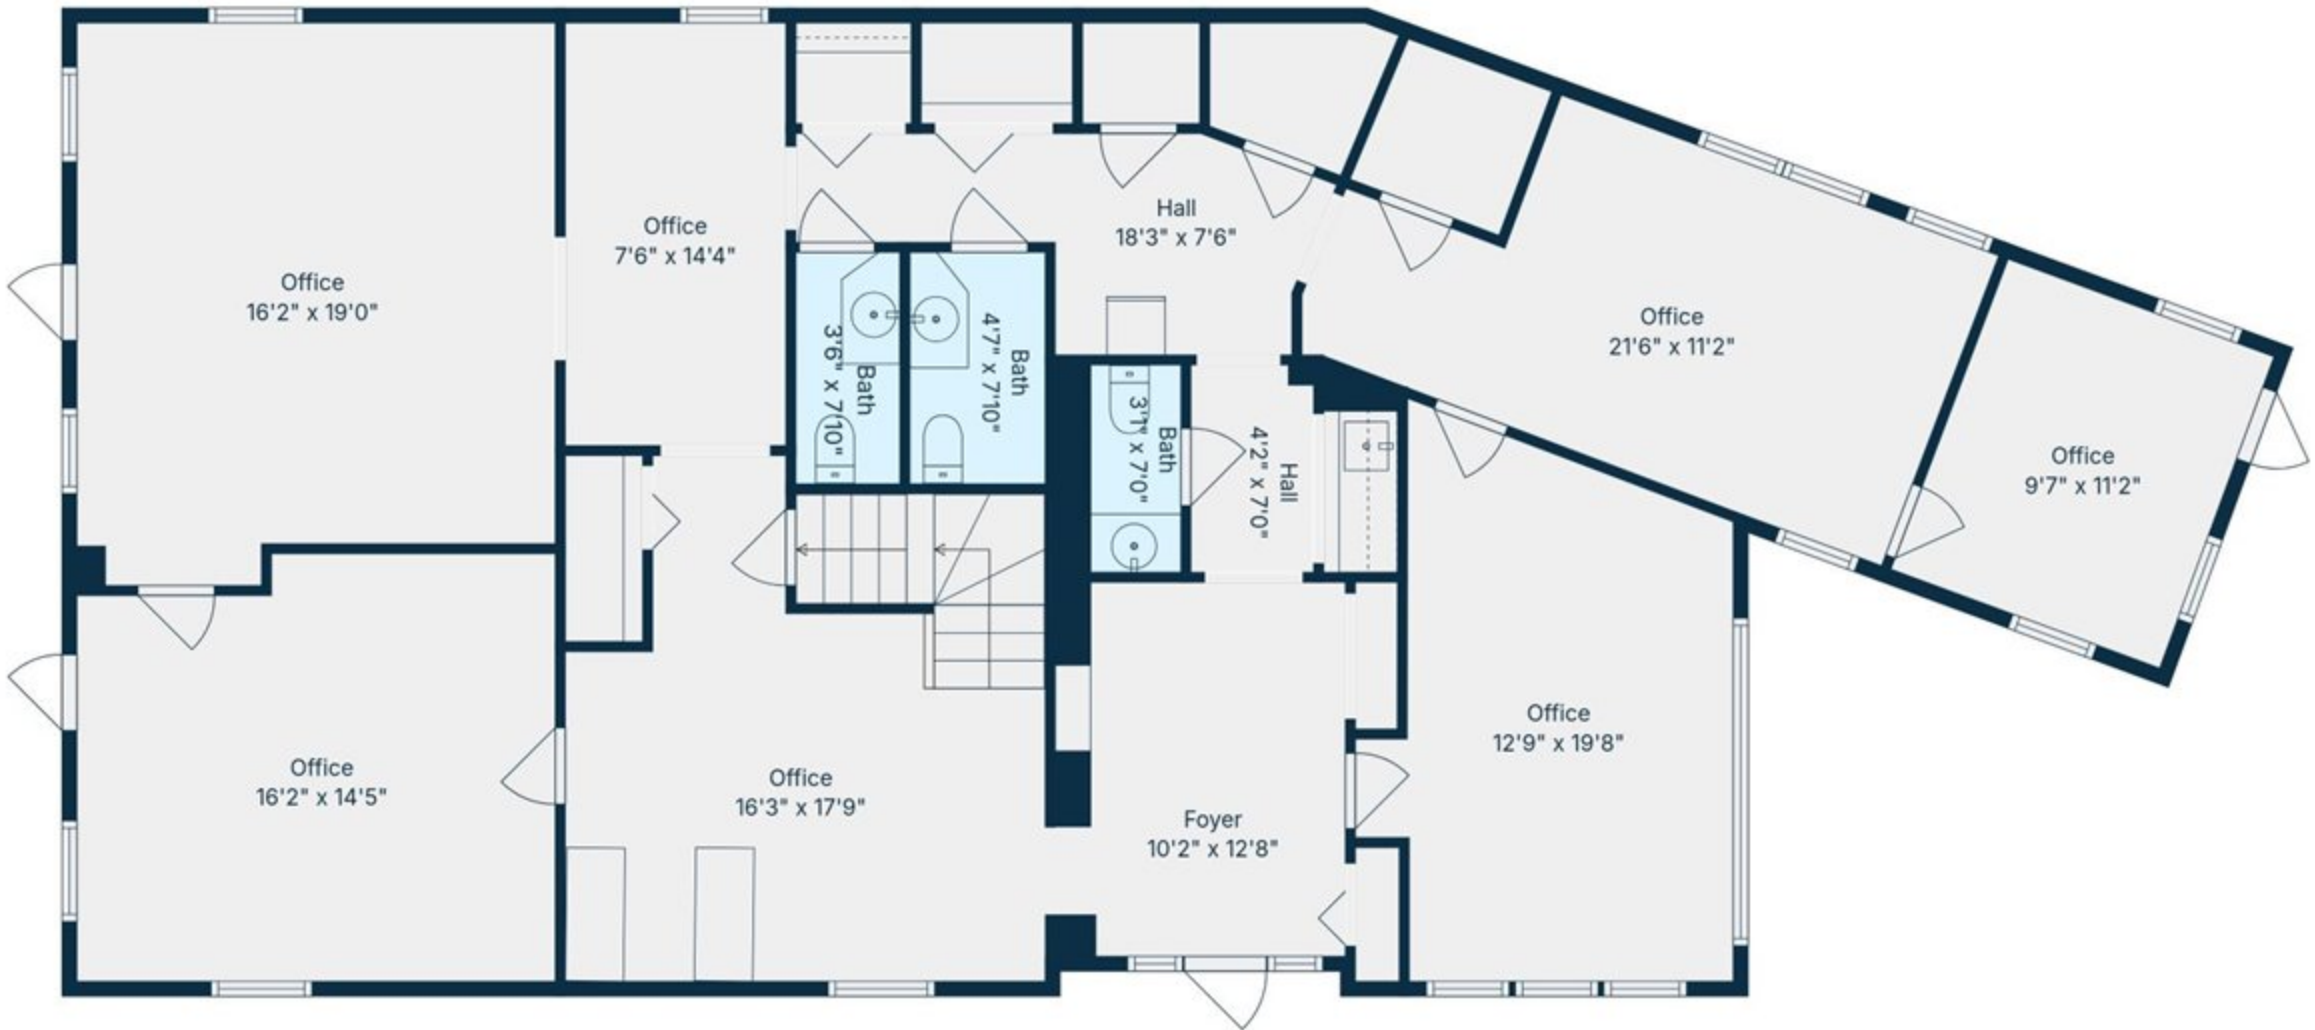 Office
16'2" x 19'0"
Office
7'6" x 14'4"
Hall
18'3" x 7'6"
Bath
3'6" x 7'10"
Bath
4'7" x 7'10"
Bath
3'1" x 7'0"
Hall
4'2" x 7'0"
Office
21'6" x 11'2"
Office
9'7" x 11'2"
Office
16'2" x 14'5"
Office
16'3" x 17'9"
Foyer
10'2" x 12'8"
Office
12'9" x 19'8"